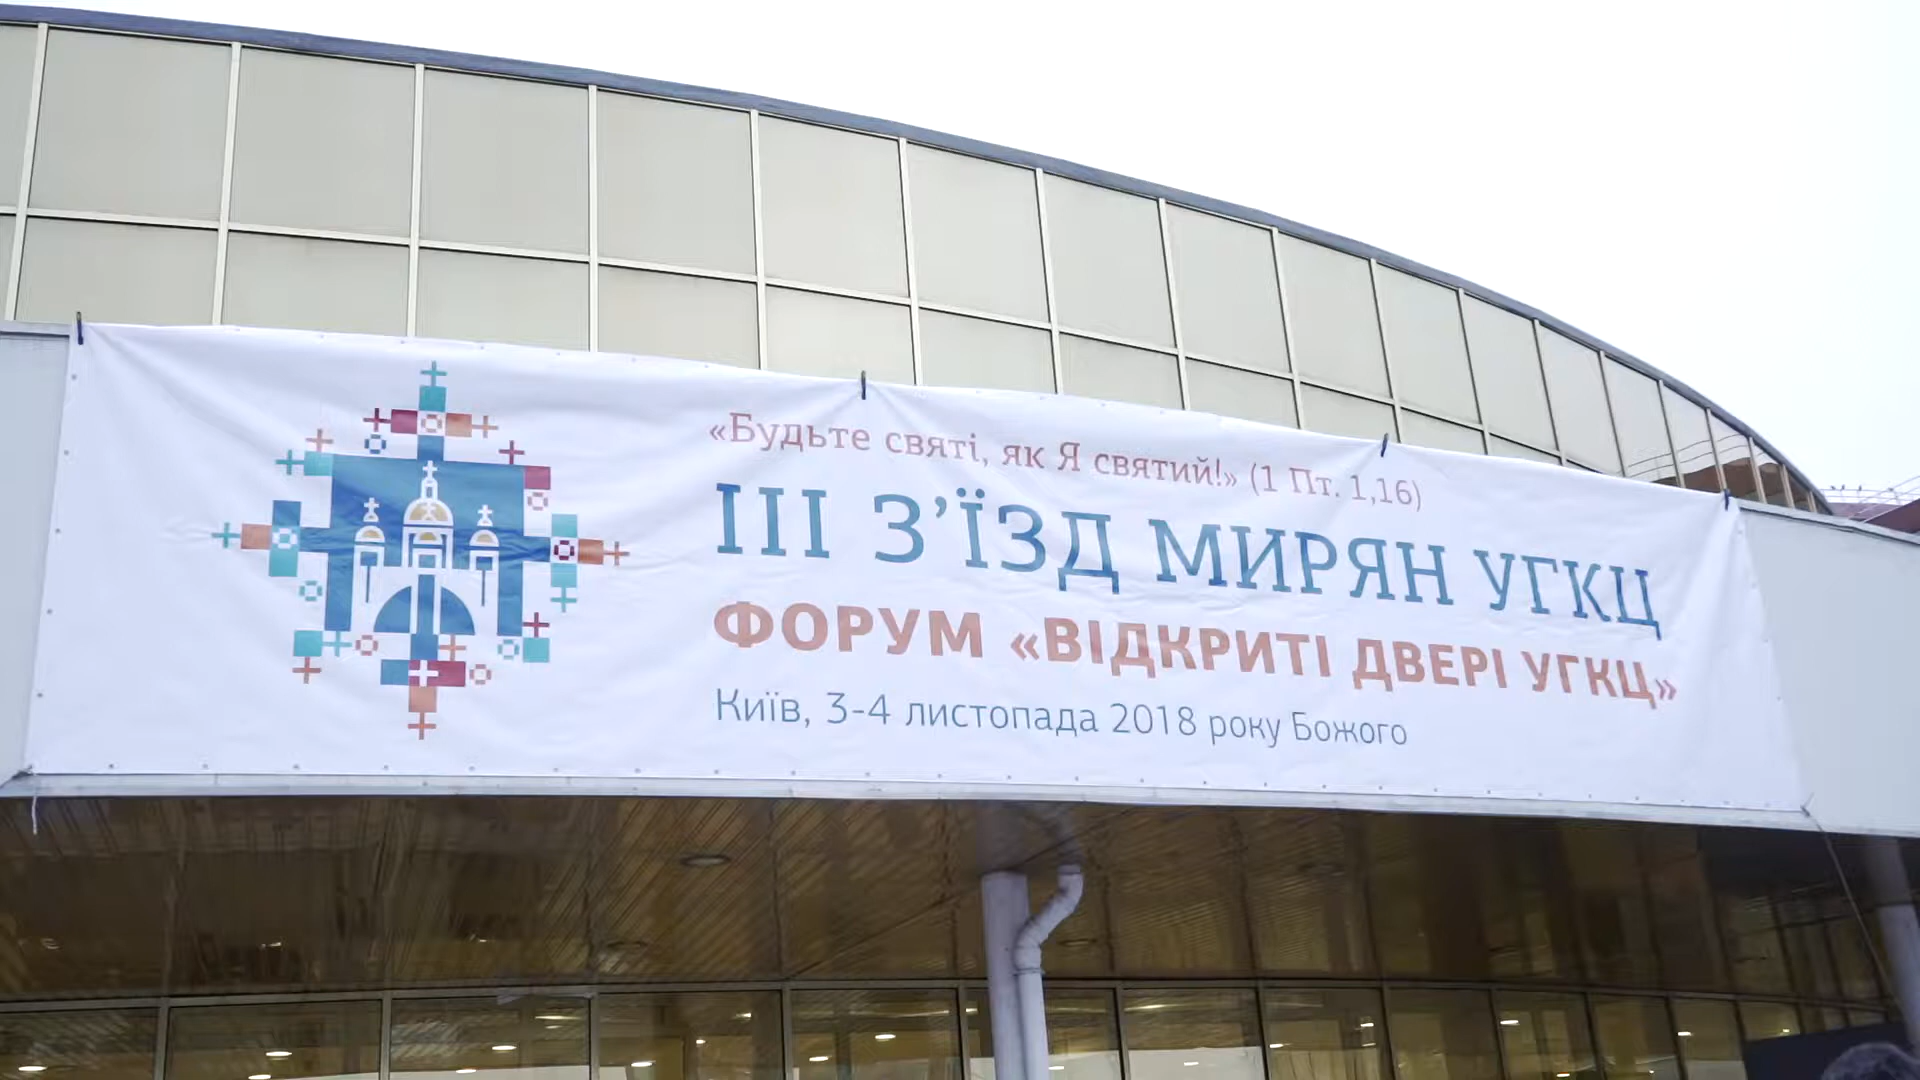 «Будьте святі, як Я святий!» (1 Пт. 1,16)
ІІІ З’ЇЗД МИРЯН УГКЦ
ФОРУМ «ВІДКРИТІ ДВЕРІ УГКЦ»
Київ, 3-4 листопада 2018 року Божого